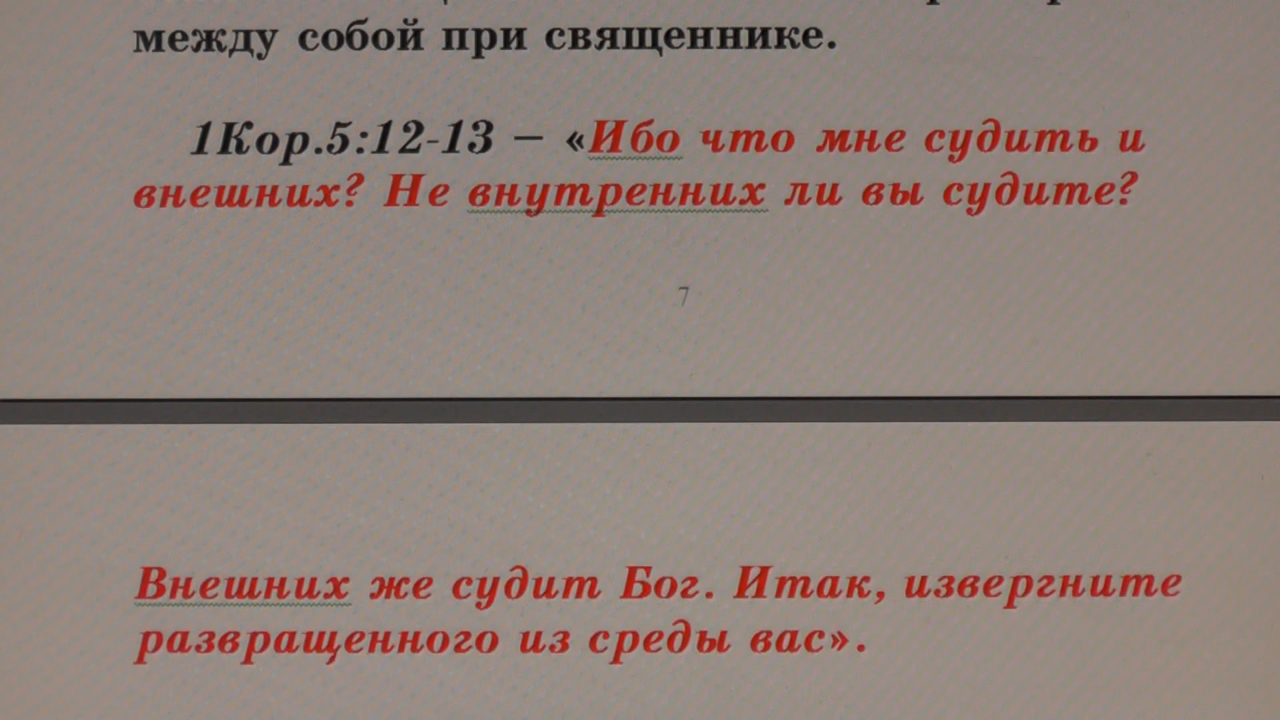 между собой при священнике.
1Кор.5:12-13 – «Ибо что мне судить и
внешних? Не внутренних ли вы судите?
7
Внешних же судит Бог. Итак, извергните
развращенного из среды вас».